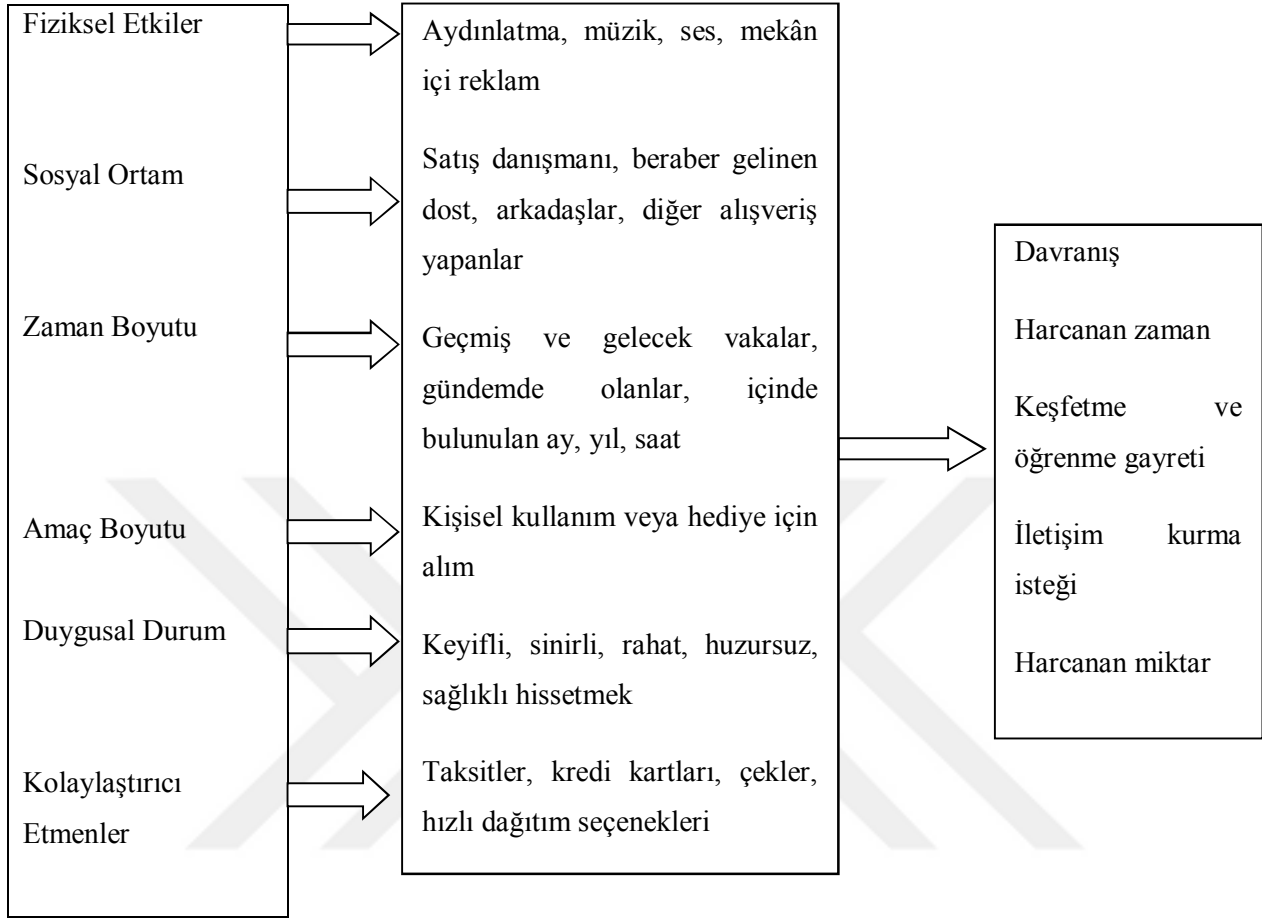 Fiziksel Etkiler
Sosyal Ortam
Zaman Boyutu
Amaç Boyutu
Duygusal Durum
Kolaylaştırıcı
Etmenler
Aydınlatma, müzik, ses, mekân
içi reklam
Satış danışmanı, beraber gelinen
dost, arkadaşlar, diğer alışveriş
yapanlar
Geçmiş ve gelecek vakalar,
gündemde olanlar, içinde
bulunulan ay, yıl, saat
Kişisel kullanım veya hediye için
alım
Keyifli, sinirli, rahat, huzursuz,
sağlıklı hissetmek
Taksitler, kredi kartları, çekler,
hızlı dağıtım seçenekleri
Davranış
Harcanan zaman
Keşfetme ve
öğrenme gayreti
İletişim kurma
isteği
Harcanan miktar